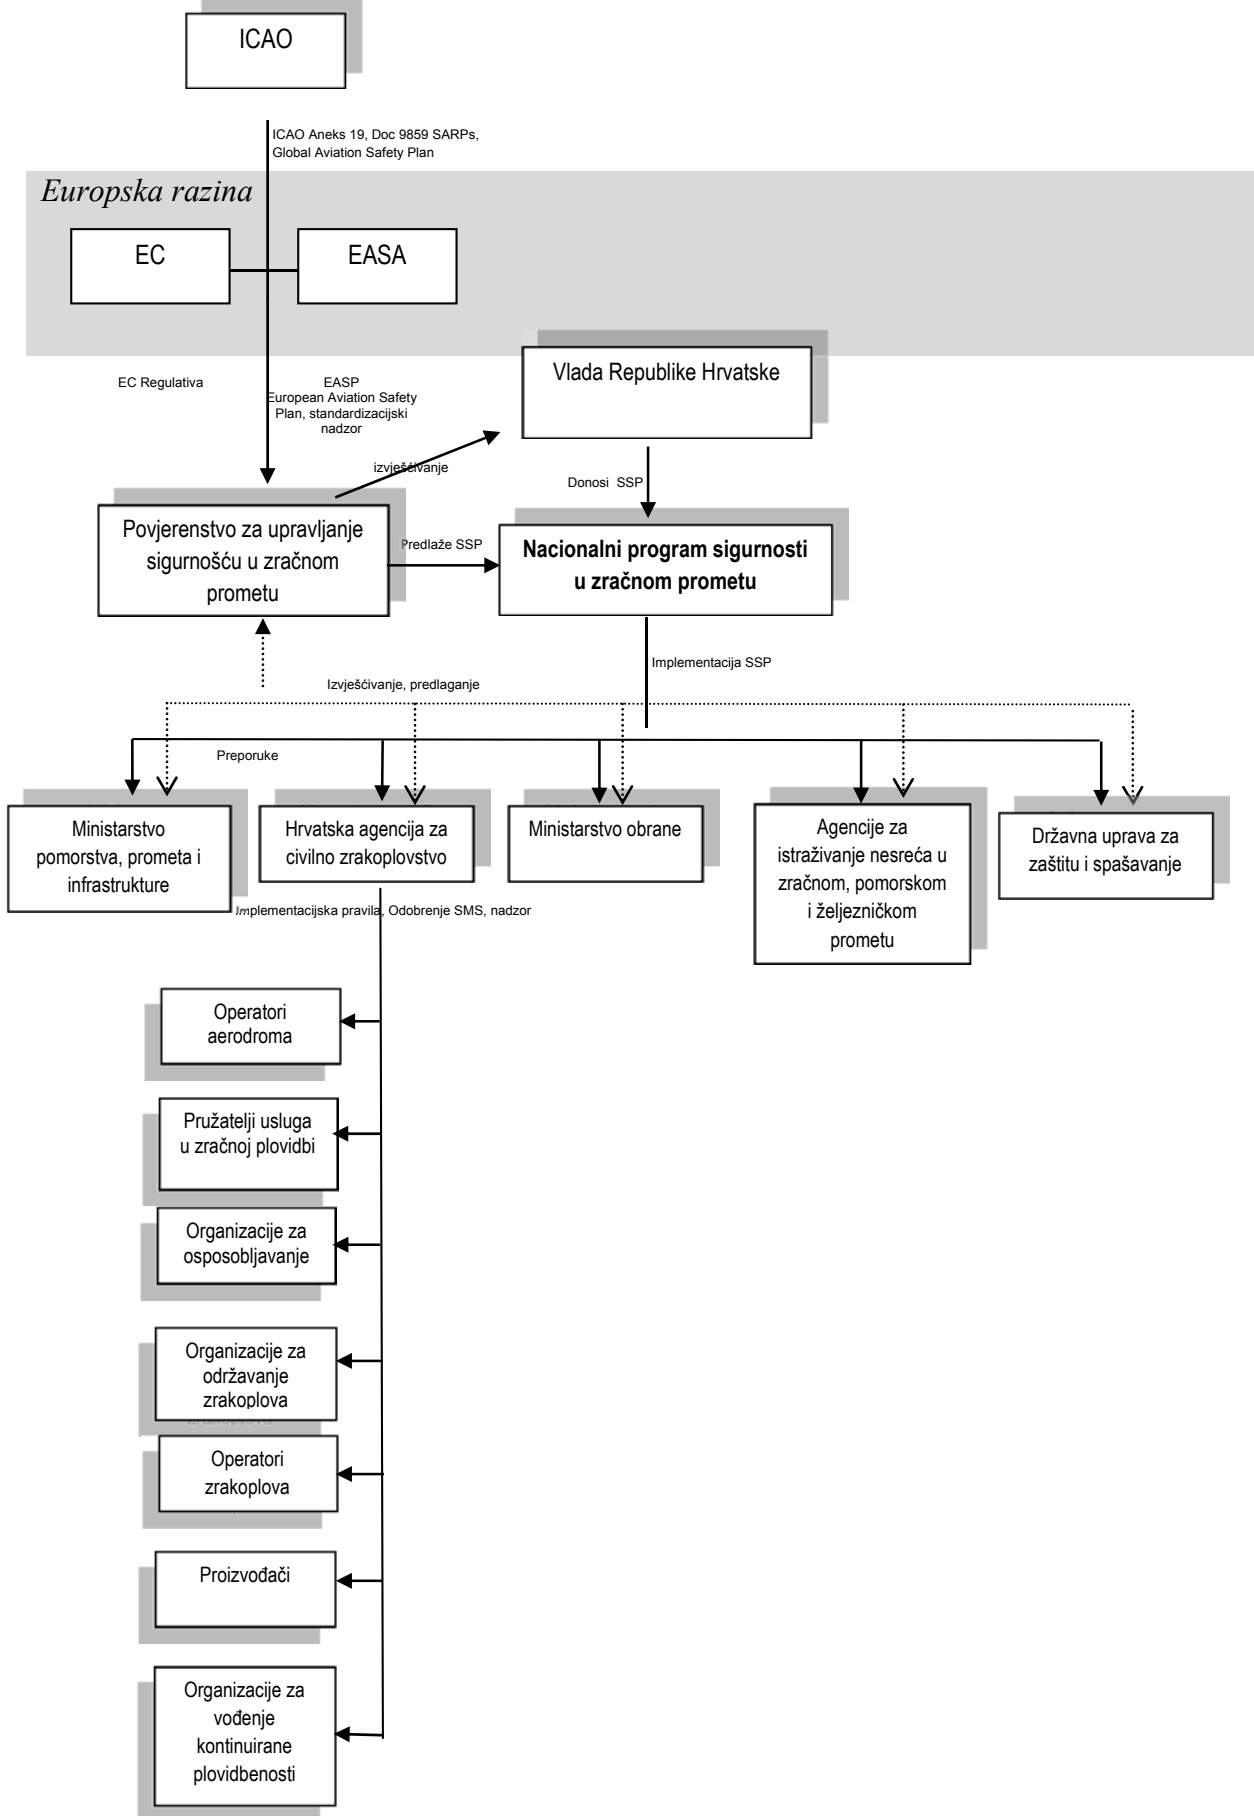 ICAO
ICAO Aneks 19, Doc 9859 SARPs,
Global Aviation Safety Plan
Europska razina
EC
EASA
Vlada Republike Hrvatske
EC Regulativa
EASP
European Aviation Safety
Plan, standardizacijski
nadzor
izvješćivanje
Donosi SSP
Povjerenstvo za upravljanje
sigurnošću u zračnom
prometu
Predlaže SSP
Nacionalni program sigurnosti
u zračnom prometu
Implementacija SSP
Izvješćivanje, predlaganje
Preporuke
Ministarstvo
pomorstva, prometa i
infrastrukture
Hrvatska agencija za
civilno zrakoplovstvo
Ministarstvo obrane
Agencije za
istraživanje nesreća u
zračnom, pomorskom
i željezničkom
prometu
Državna uprava za
zaštitu i spašavanje
Implementacijska pravila, Odobrenje SMS, nadzor
Operatori
aerodroma
Pružatelji usluga
u zračnoj plovidbi
Organizacije za
osposobljavanje
Organizacije za
održavanje
zrakoplova
Operatori
zrakoplova
Proizvođači
Organizacije za
vođenje
kontinuirane
plovidbenosti